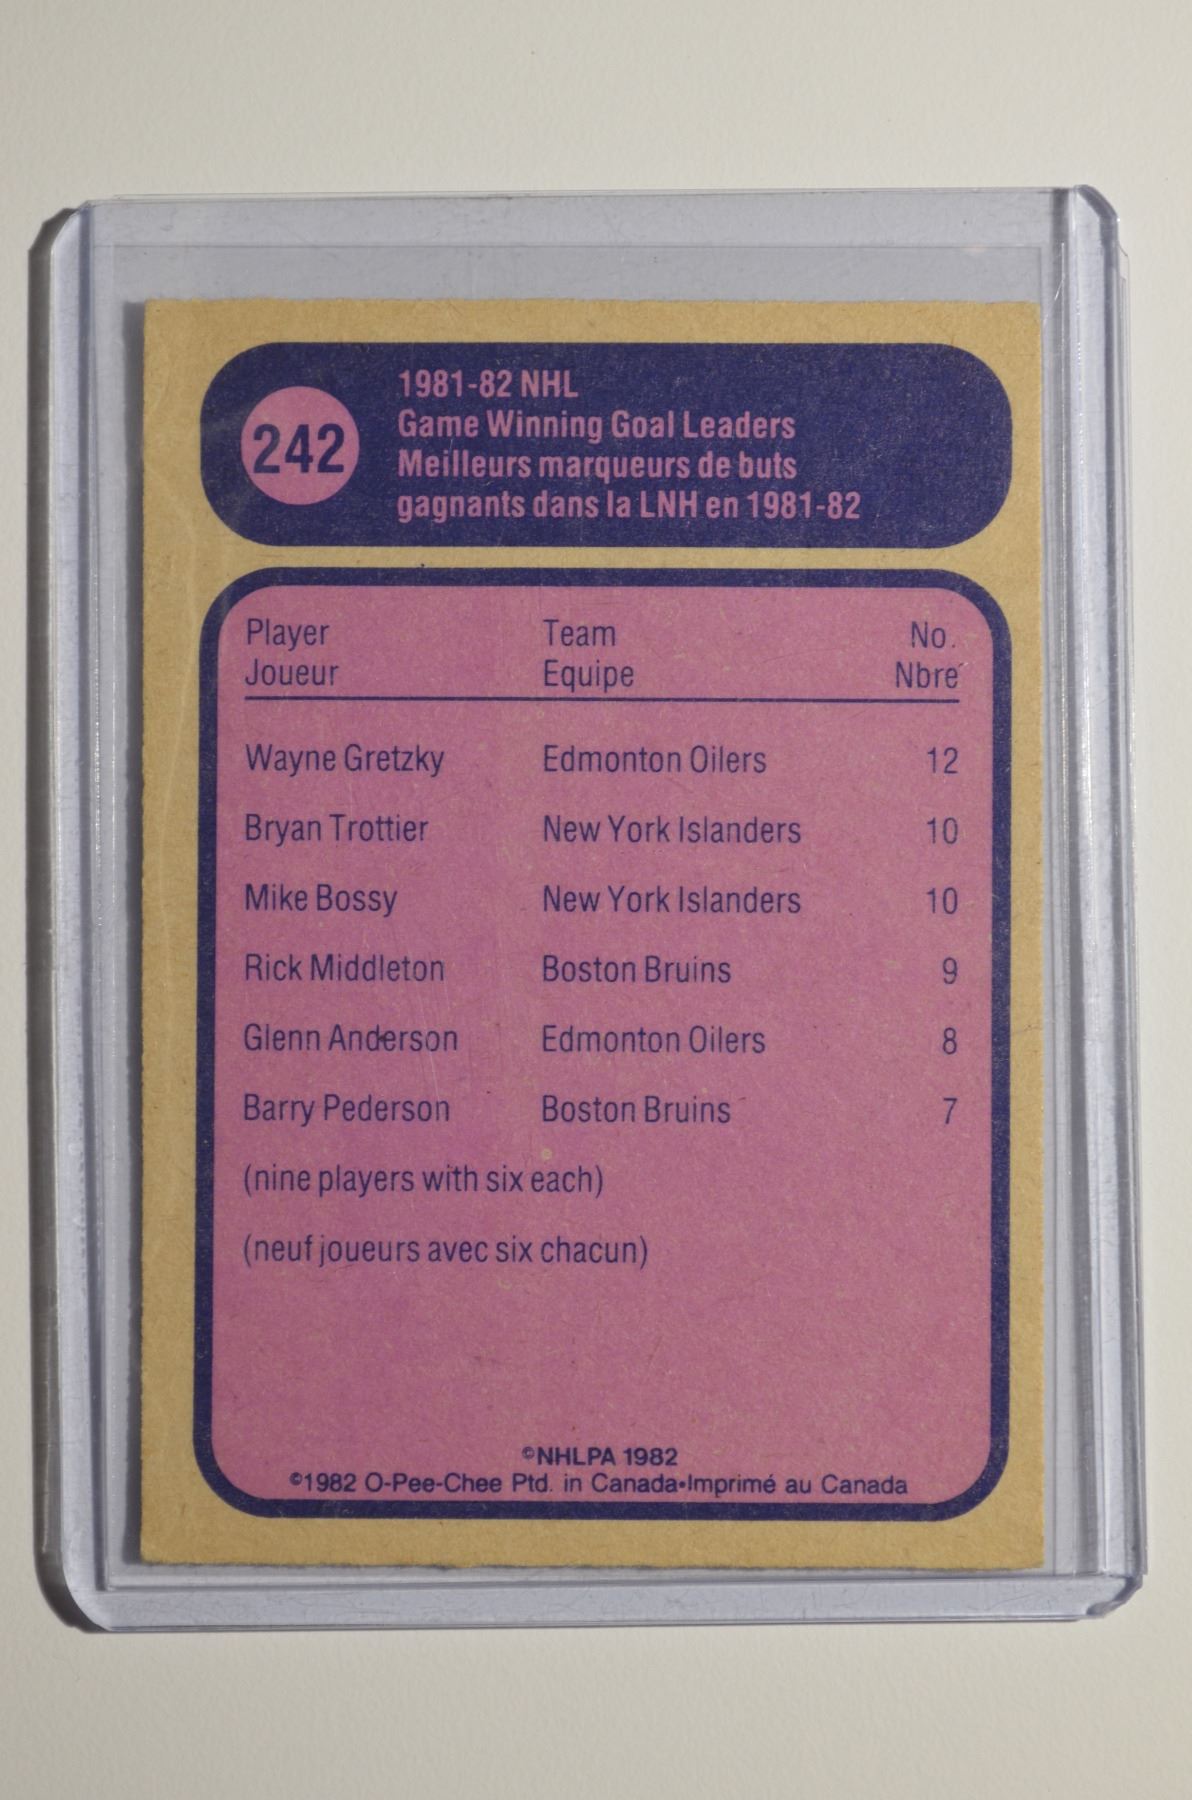 242
1981-82 NHL
Game Winning Goal Leaders
Meilleurs marqueurs de buts
gagnants dans la LNH en 1981-82
Player Team No.
Joueur Equipe Nbre
Wayne Gretzky Edmonton Oilers 12
Bryan Trottier New York Islanders 10
Mike Bossy New York Islanders 10
Rick Middleton Boston Bruins 9
Glenn Anderson Edmonton Oilers 8
Barry Pederson Boston Bruins 7
(nine players with six each)
(neuf joueurs avec six chacun)
©NHLPA 1982
©1982 O-Pee-Chee Ptd. in Canada•Imprimé au Canada